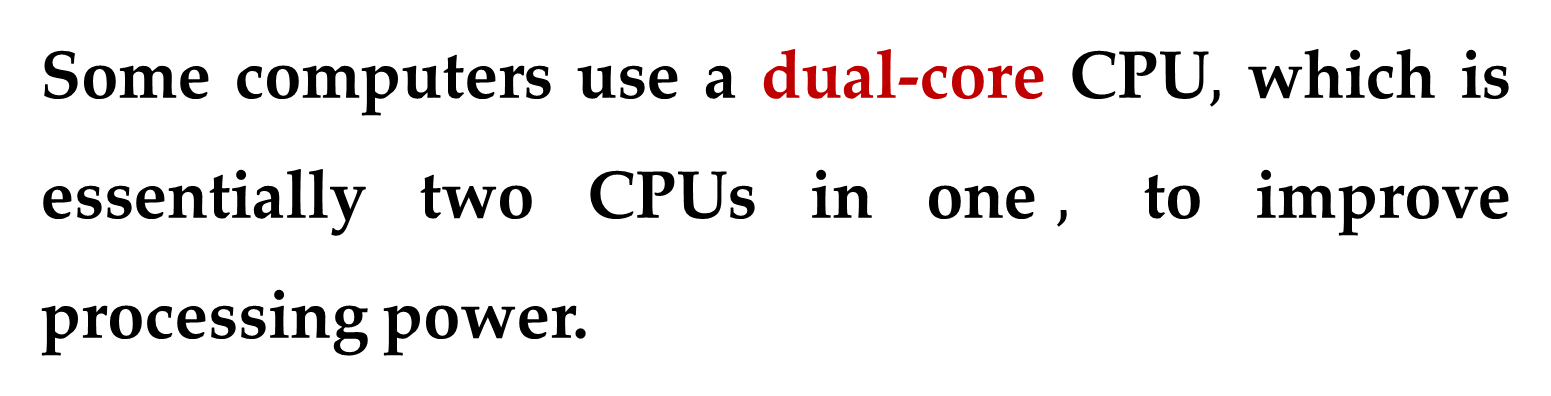 Some computers use a dual-core CPU, which is
essentially two CPUs in one , to improve
processing power.